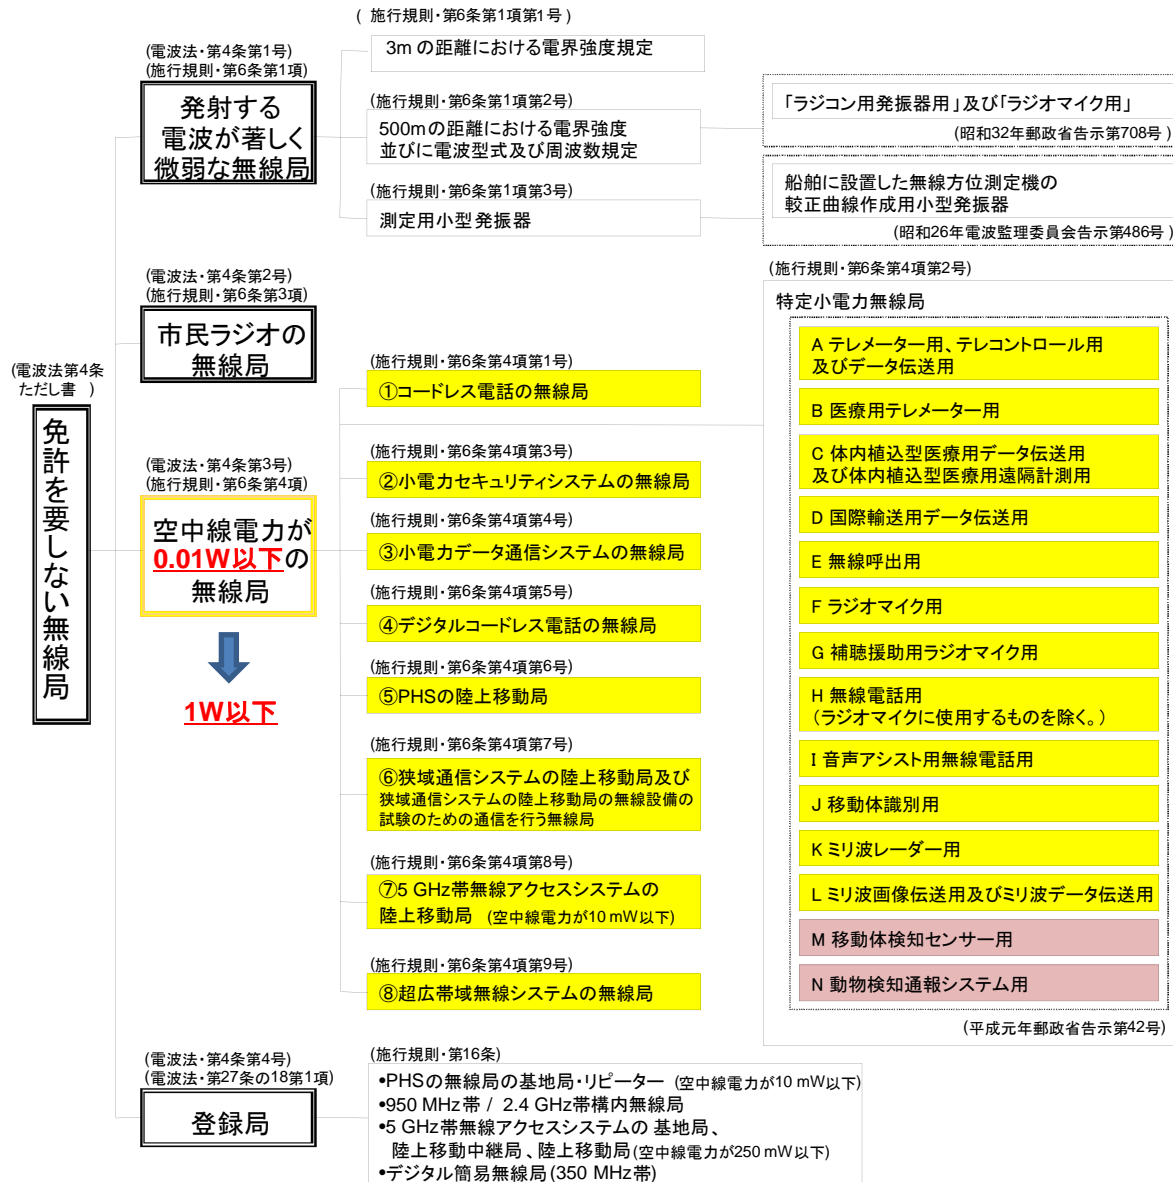 (電波法第4条
ただし書 )
免許を要しない無線局
(電波法・第4条第1号)
(施行規則・第6条第1項)
発射する
電波が著しく
微弱な無線局
( 施行規則・第6条第1項第1号 )
3m の距離における電界強度規定
(施行規則・第6条第1項第2号)
500mの距離における電界強度
並びに電波型式及び周波数規定
「ラジコン用発振器用」及び「ラジオマイク用」
(昭和32年郵政省告示第708号 )
(施行規則・第6条第1項第3号)
測定用小型発振器
船舶に設置した無線方位測定機の
較正曲線作成用小型発振器
(昭和26年電波監理委員会告示第486号 )
(電波法・第4条第2号)
(施行規則・第6条第3項)
市民ラジオの
無線局
(電波法・第4条第3号)
(施行規則・第6条第4項)
空中線電力が
0.01W以下の
無線局
1W以下
(施行規則・第6条第4項第1号)
①コードレス電話の無線局
(施行規則・第6条第4項第3号)
②小電力セキュリティシステムの無線局
(施行規則・第6条第4項第4号)
③小電力データ通信システムの無線局
(施行規則・第6条第4項第5号)
④デジタルコードレス電話の無線局
(施行規則・第6条第4項第6号)
⑤PHSの陸上移動局
(施行規則・第6条第4項第7号)
⑥狭域通信システムの陸上移動局及び
狭域通信システムの陸上移動局の無線設備の
試験のための通信を行う無線局
(施行規則・第6条第4項第8号)
⑦5 GHz帯無線アクセスシステムの
陸上移動局 (空中線電力が10 mW以下)
(施行規則・第6条第4項第9号)
⑧超広帯域無線システムの無線局
(施行規則・第6条第4項第2号)
特定小電力無線局
A テレメーター用、テレコントロール用
及びデータ伝送用
B 医療用テレメーター用
C 体内植込型医療用データ伝送用
及び体内植込型医療用遠隔計測用
D 国際輸送用データ伝送用
E 無線呼出用
F ラジオマイク用
G 補聴援助用ラジオマイク用
H 無線電話用
(ラジオマイクに使用するものを除く。)
I 音声アシスト用無線電話用
J 移動体識別用
K ミリ波レーダー用
L ミリ波画像伝送用及びミリ波データ伝送用
M 移動体検知センサー用
N 動物検知通報システム用
(平成元年郵政省告示第42号)
(電波法・第4条第4号)
(電波法・第27条の18第1項)
登録局
(施行規則・第16条)
•PHSの無線局の基地局・リピーター (空中線電力が10 mW以下)
•950 MHz帯 / 2.4 GHz帯構内無線局
•5 GHz帯無線アクセスシステムの 基地局、
陸上移動中継局、陸上移動局(空中線電力が250 mW以下)
•デジタル簡易無線局(350 MHz帯)